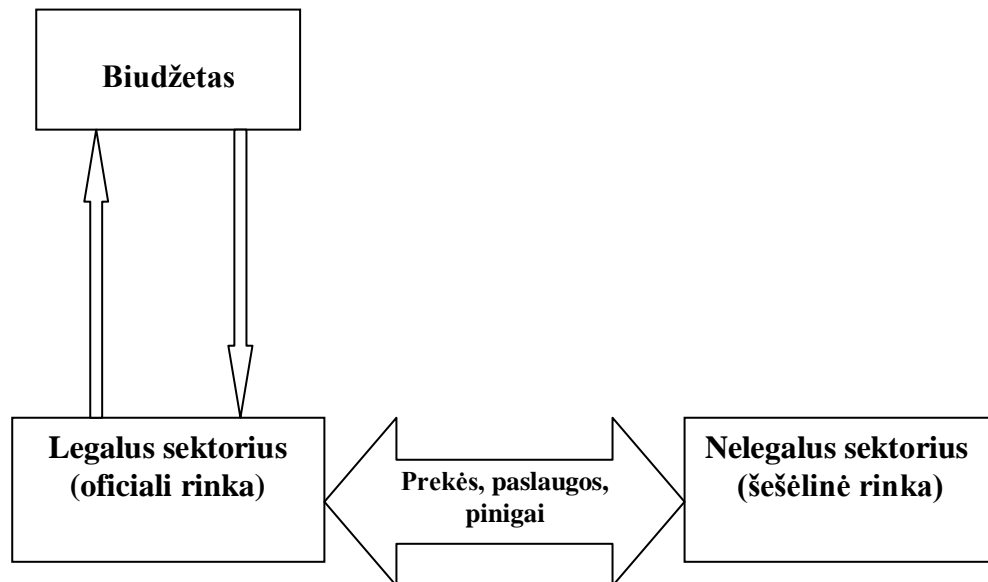 Biudžetas
Legalus sektorius
(oficiali rinka)
Prekės, paslaugos,
pinigai
Nelegalus sektorius
(šešėlinė rinka)